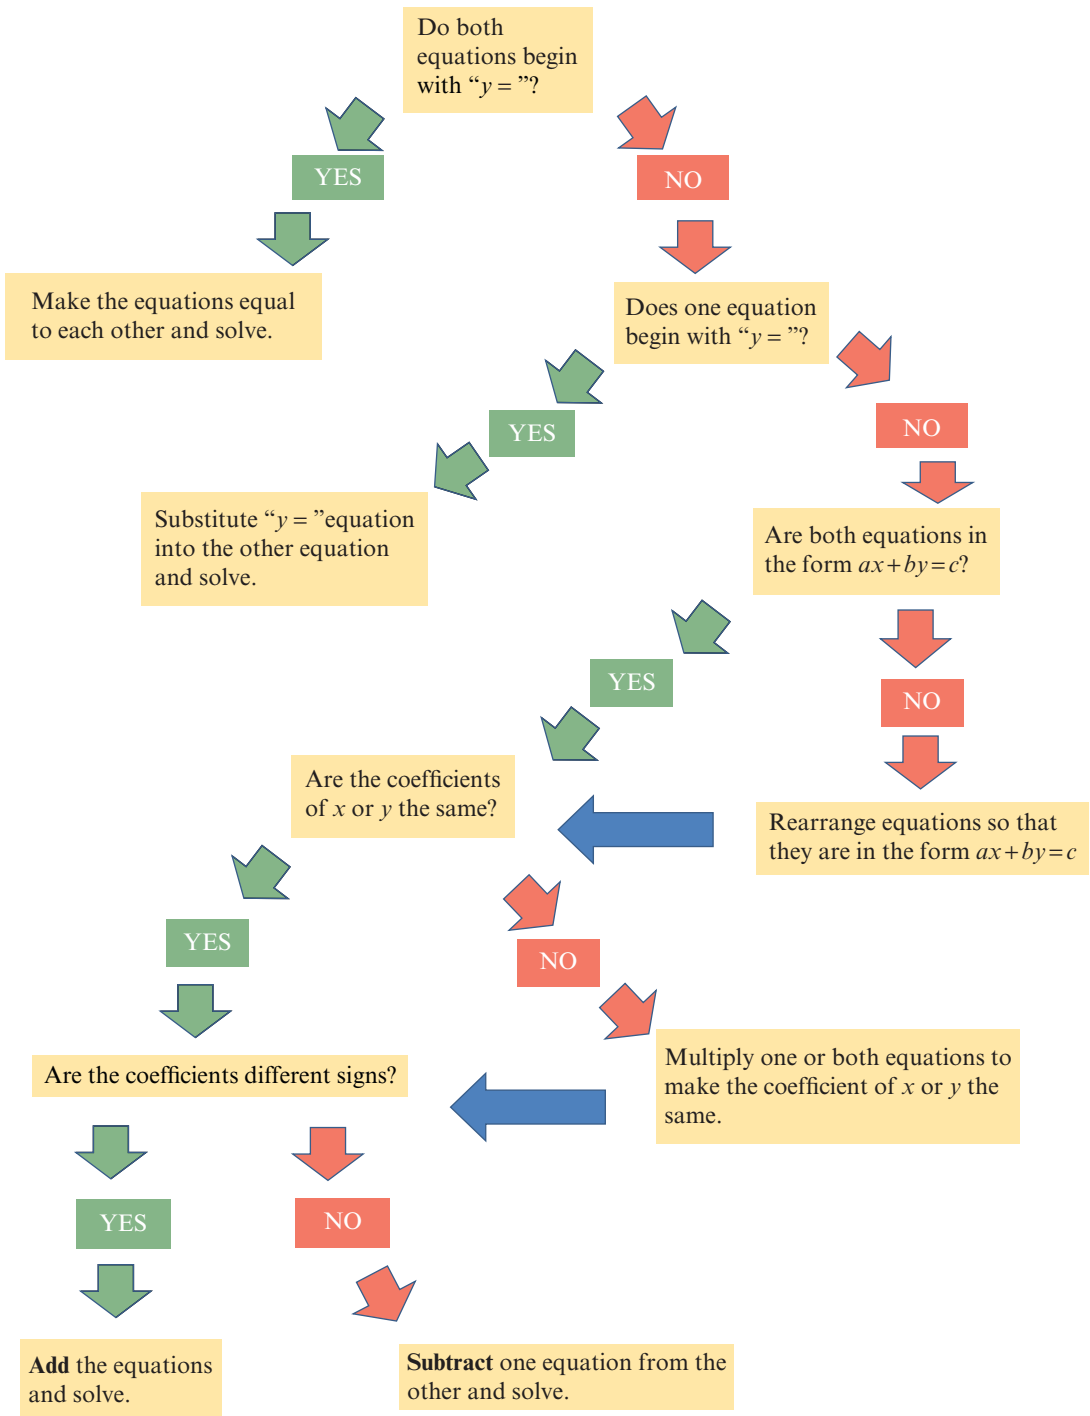 Do both
equations begin
with “y = ”?
YES
NO
Make the equations equal
to each other and solve.
Does one equation
begin with “y = ”?
YES
NO
Substitute “y = ”equation
into the other equation
and solve.
Are both equations in
the form ax+by=c?
YES
NO
Are the coefficients
of x or y the same?
Rearrange equations so that
they are in the form ax+by=c
YES
NO
Are the coefficients different signs?
Multiply one or both equations to
make the coefficient of x or y the
same.
YES
NO
Add the equations
and solve.
Subtract one equation from the
other and solve.